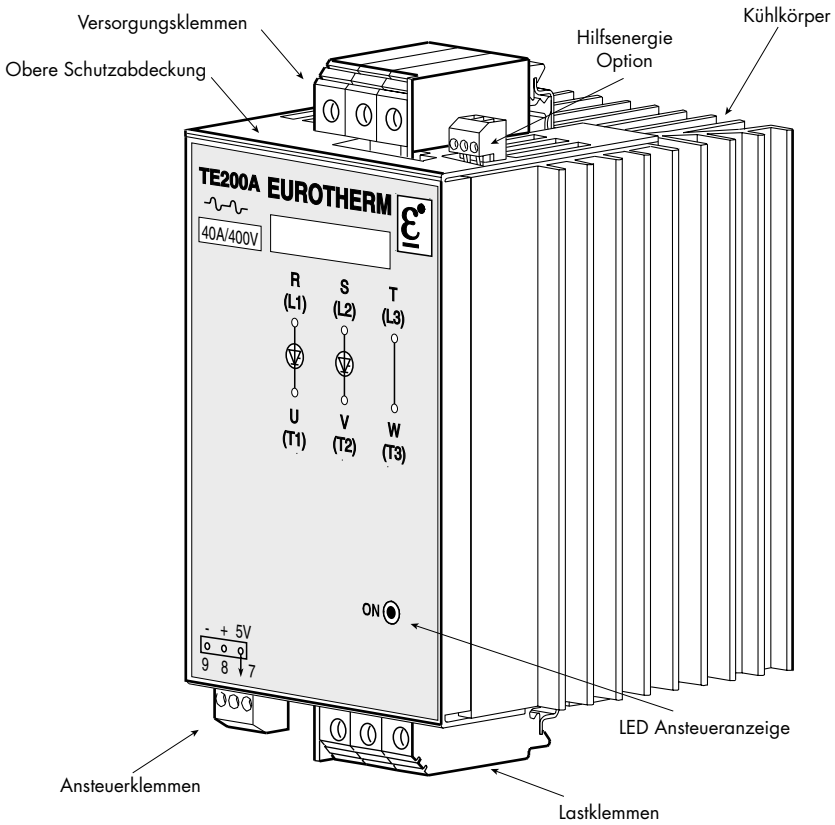 Versorgungsklemmen
Kühlkörper
Hilfsenergie
Option
Obere Schutzabdeckung
TE200A EUROTHERM
ε
40A/400V
R S T
(L1) (L2) (L3)
U V W
(T1) (T2) (T3)
ON
- + 5V
9 8 7
LED Ansteueranzeige
Ansteuerklemmen
Lastklemmen